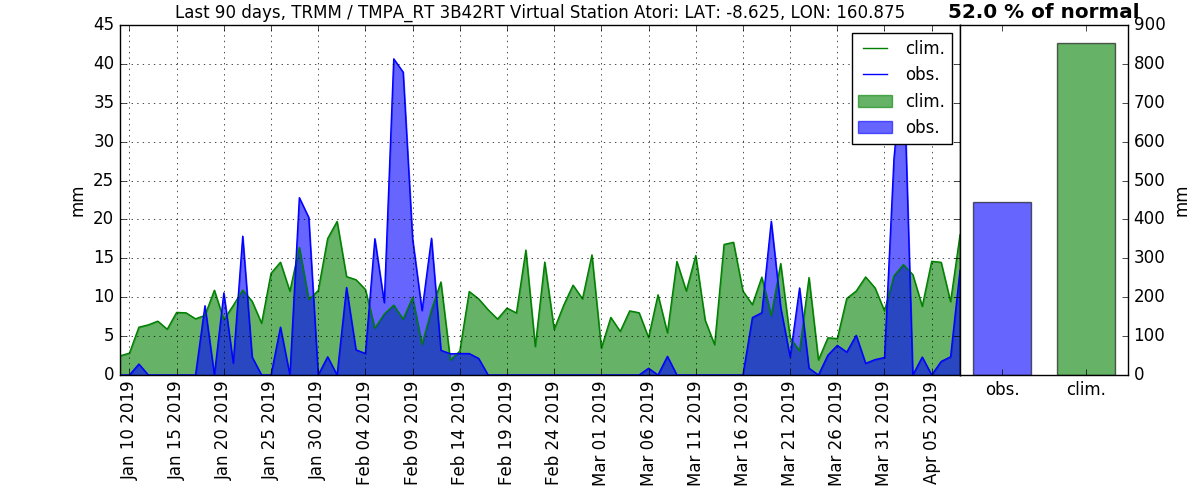 Last 90 days, TRMM / TMPA_RT 3B42RT Virtual Station Atori: LAT: -8.625, LON: 160.875
52.0 % of normal
45
40
35
30
25
20
15
10
5
0
mm
clim.
obs.
clim.
obs.
900
800
700
600
500
400
300
200
100
0
mm
Jan 10 2019
Jan 15 2019
Jan 20 2019
Jan 25 2019
Jan 30 2019
Feb 04 2019
Feb 09 2019
Feb 14 2019
Feb 19 2019
Feb 24 2019
Mar 01 2019
Mar 06 2019
Mar 11 2019
Mar 16 2019
Mar 21 2019
Mar 26 2019
Mar 31 2019
Apr 05 2019
obs.
clim.